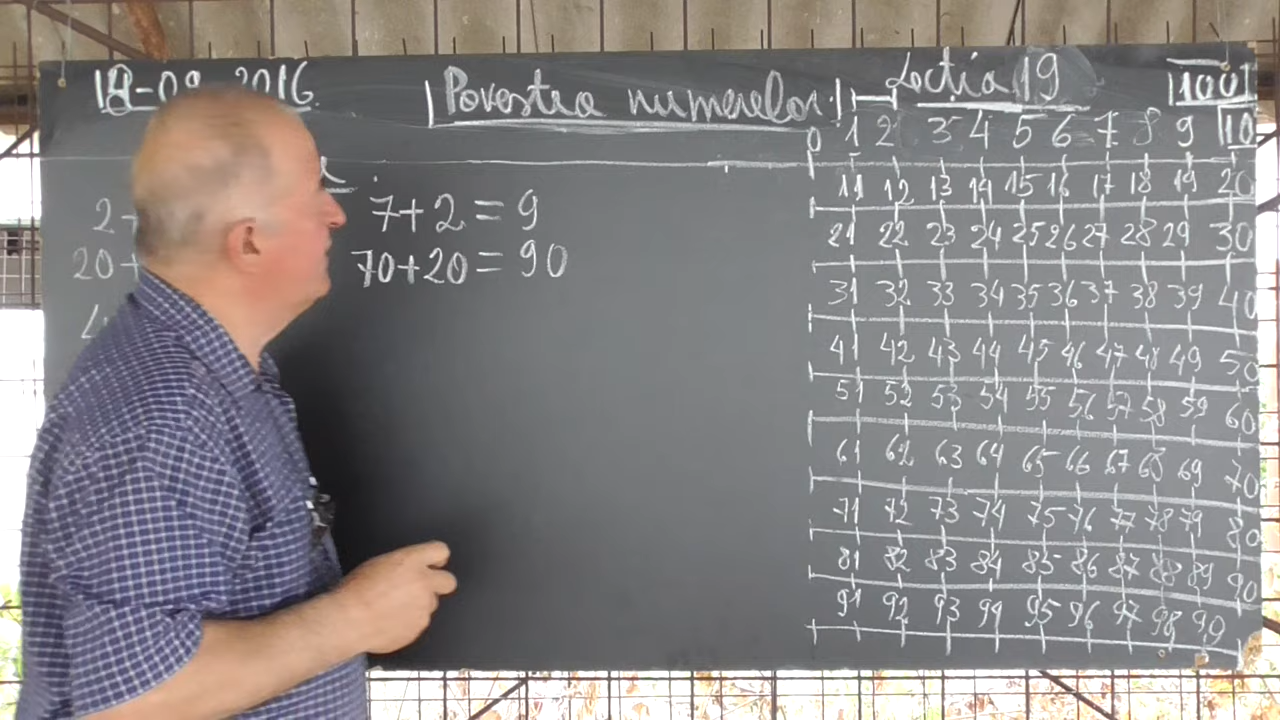 -09-2016 Povestea numerelor! Lecția 19 100
0 1 2 3 4 5 6 7 8 9 10
2+ 7+2=9
20+ 70+20=90
4
11 12 13 14 15 16 17 18 19 20
21 22 23 24 25 26 27 28 29 30
31 32 33 34 35 36 37 38 39 40
41 42 43 44 45 46 47 48 49 50
51 52 53 54 55 56 57 58 59 60
61 62 63 64 65 66 67 68 69 70
71 72 73 74 75 76 77 78 79 80
81 82 83 84 85 86 87 88 89 90
91 92 93 94 95 96 97 98 99